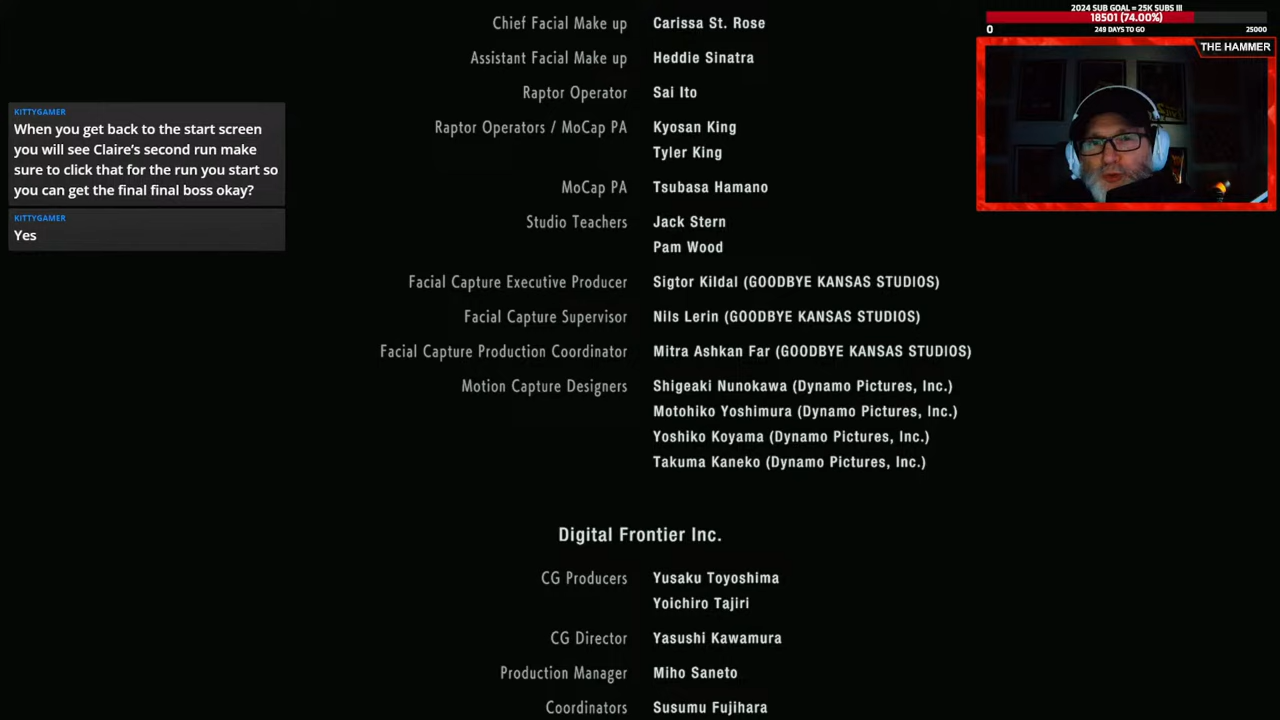 2024 SUB GOAL = 25K SUBS III
18501 (74.00%)
0 249 DAYS TO GO 25000
THE HAMMER
KITTYGAMER
When you get back to the start screen
you will see Claire's second run make
sure to click that for the run you start so
you can get the final final boss okay?
KITTYGAMER
Yes
Chief Facial Make up Carissa St. Rose
Assistant Facial Make up Heddie Sinatra
Raptor Operator Sai Ito
Raptor Operators / MoCap PA Kyosan King
Tyler King
MoCap PA Tsubasa Hamano
Studio Teachers Jack Stern
Pam Wood
Facial Capture Executive Producer Sigtor Kildal (GOODBYE KANSAS STUDIOS)
Facial Capture Supervisor Nils Lerin (GOODBYE KANSAS STUDIOS)
Facial Capture Production Coordinator Mitra Ashkan Far (GOODBYE KANSAS STUDIOS)
Motion Capture Designers Shigeaki Nunokawa (Dynamo Pictures, Inc.)
Motohiko Yoshimura (Dynamo Pictures, Inc.)
Yoshiko Koyama (Dynamo Pictures, Inc.)
Takuma Kaneko (Dynamo Pictures, Inc.)
Digital Frontier Inc.
CG Producers Yusaku Toyoshima
Yoichiro Tajiri
CG Director Yasushi Kawamura
Production Manager Miho Saneto
Coordinators Susumu Fujihara